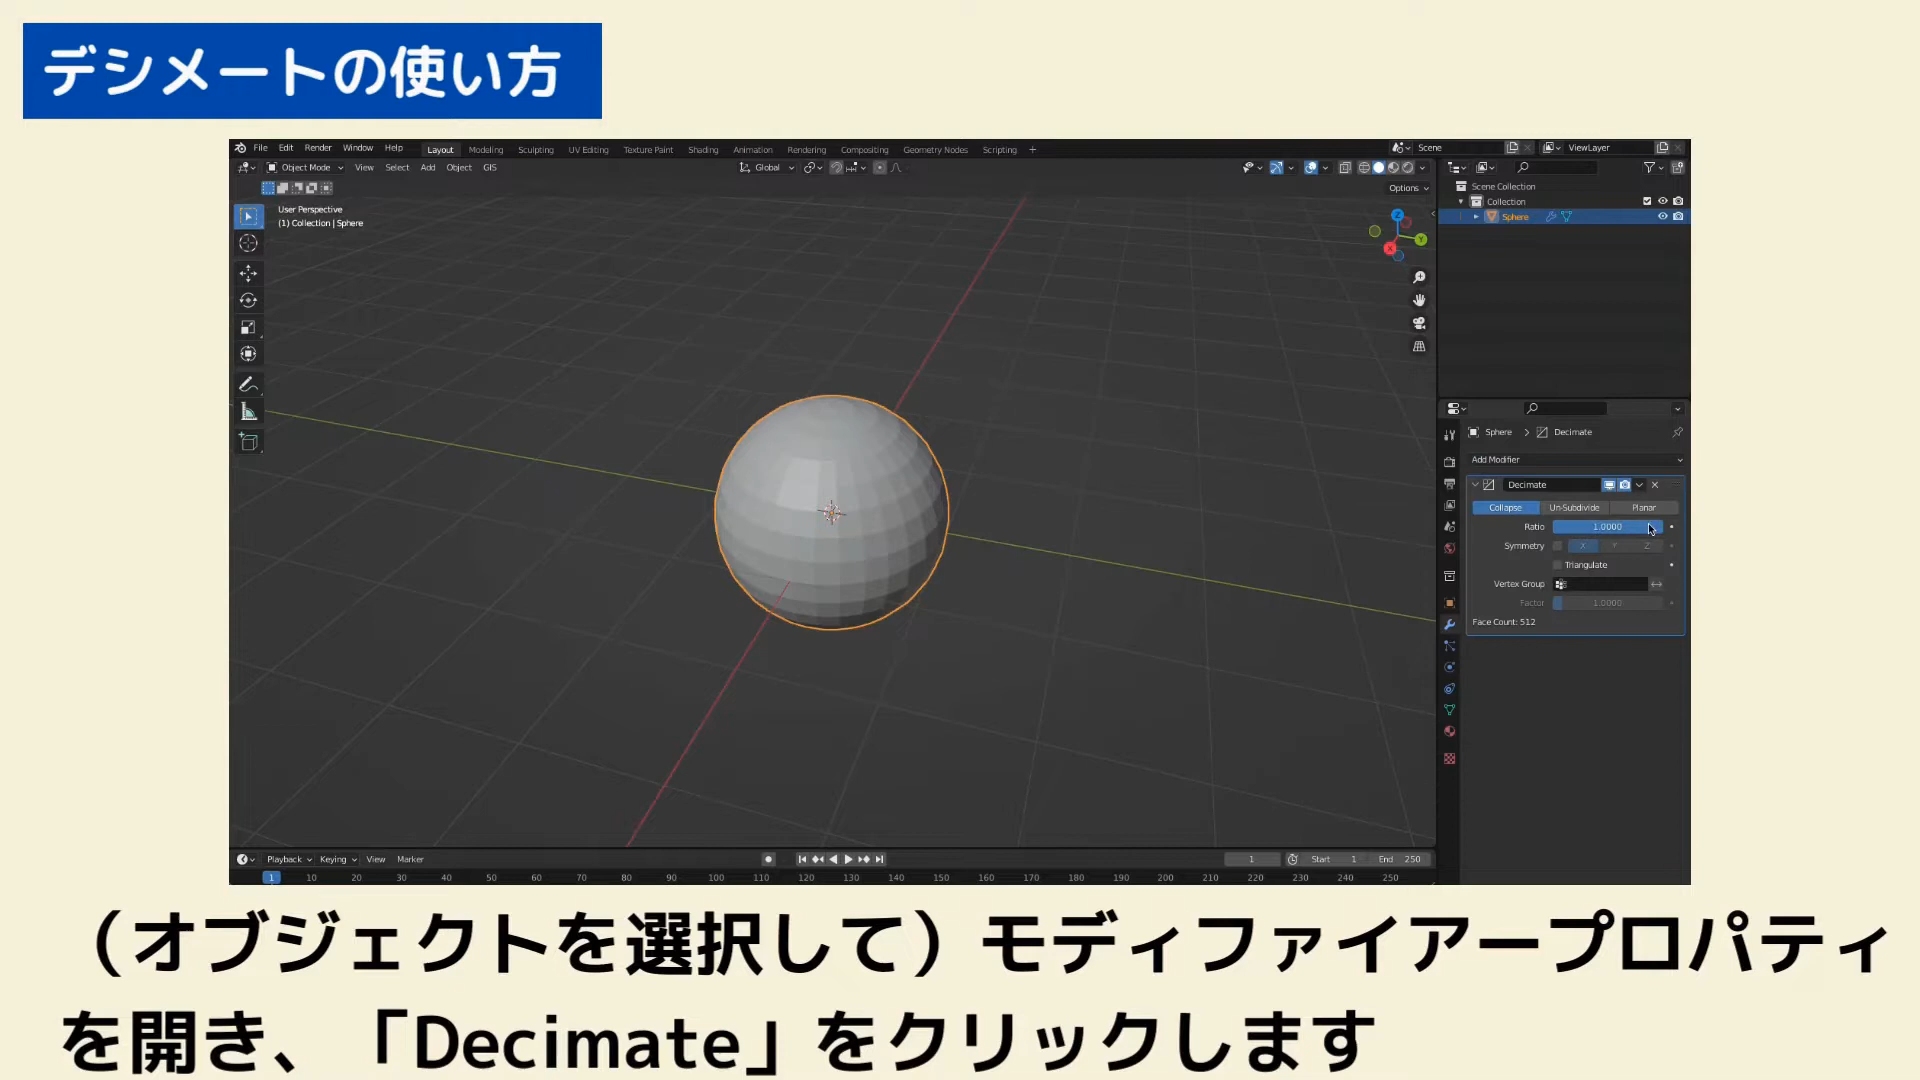 デシメートの使い方
File Edit Render Window Help Layout Modeling Sculpting UV Editing Texture Paint Shading Animation Rendering Compositing Geometry Nodes Scripting + Scene ViewLayer
Object Mode View Select Add Object GIS Global
Options
User Perspective
(1) Collection | Sphere
Scene Collection
Collection
Sphere
Z
Y
X
Sphere > Decimate
Add Modifier
Decimate
Collapse Un-Subdivide Planar
Ratio 1.0000
Symmetry X Y Z
Triangulate
Vertex Group
Factor 1.0000
Face Count: 512
Playback Keying View Marker 1 Start 1 End 250
1 10 20 30 40 50 60 70 80 90 100 110 120 130 140 150 160 170 180 190 200 210 220 230 240 250
（オブジェクトを選択して）モディファイアープロパティ
を開き、「Decimate」をクリックします